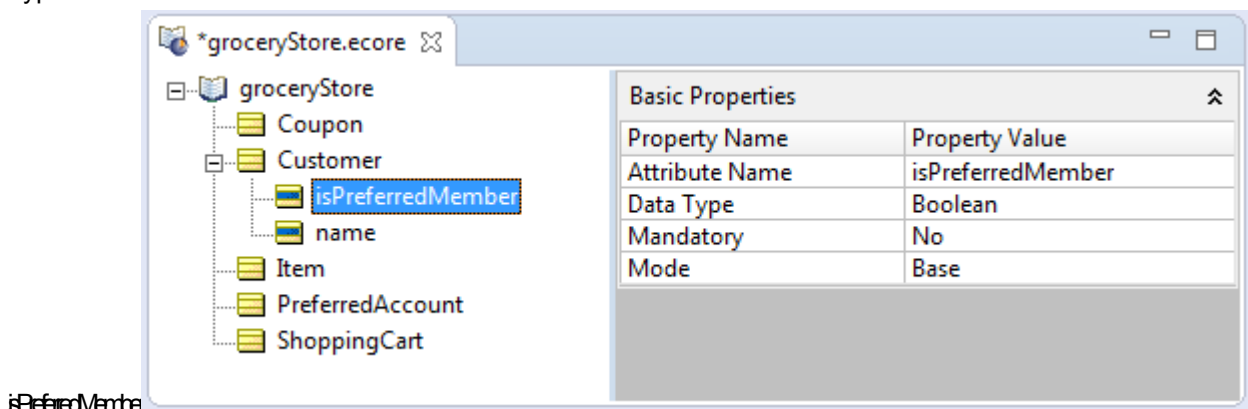 *groceryStore.ecore
groceryStore
Coupon
Customer
isPreferredMember
name
Item
PreferredAccount
ShoppingCart
Basic Properties
Property Name Property Value
Attribute Name isPreferredMember
Data Type Boolean
Mandatory No
Mode Base
isPreferredMembe